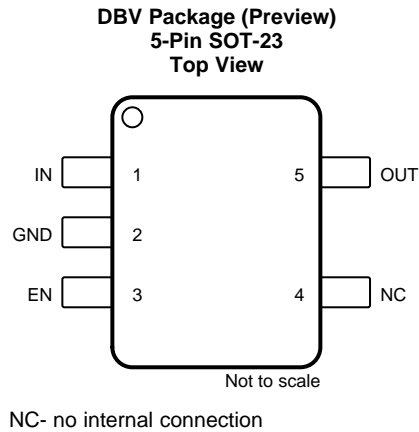 DBV Package (Preview)
5-Pin SOT-23
Top View
IN 1 5 OUT
GND 2
EN 3 4 NC
Not to scale
NC- no internal connection